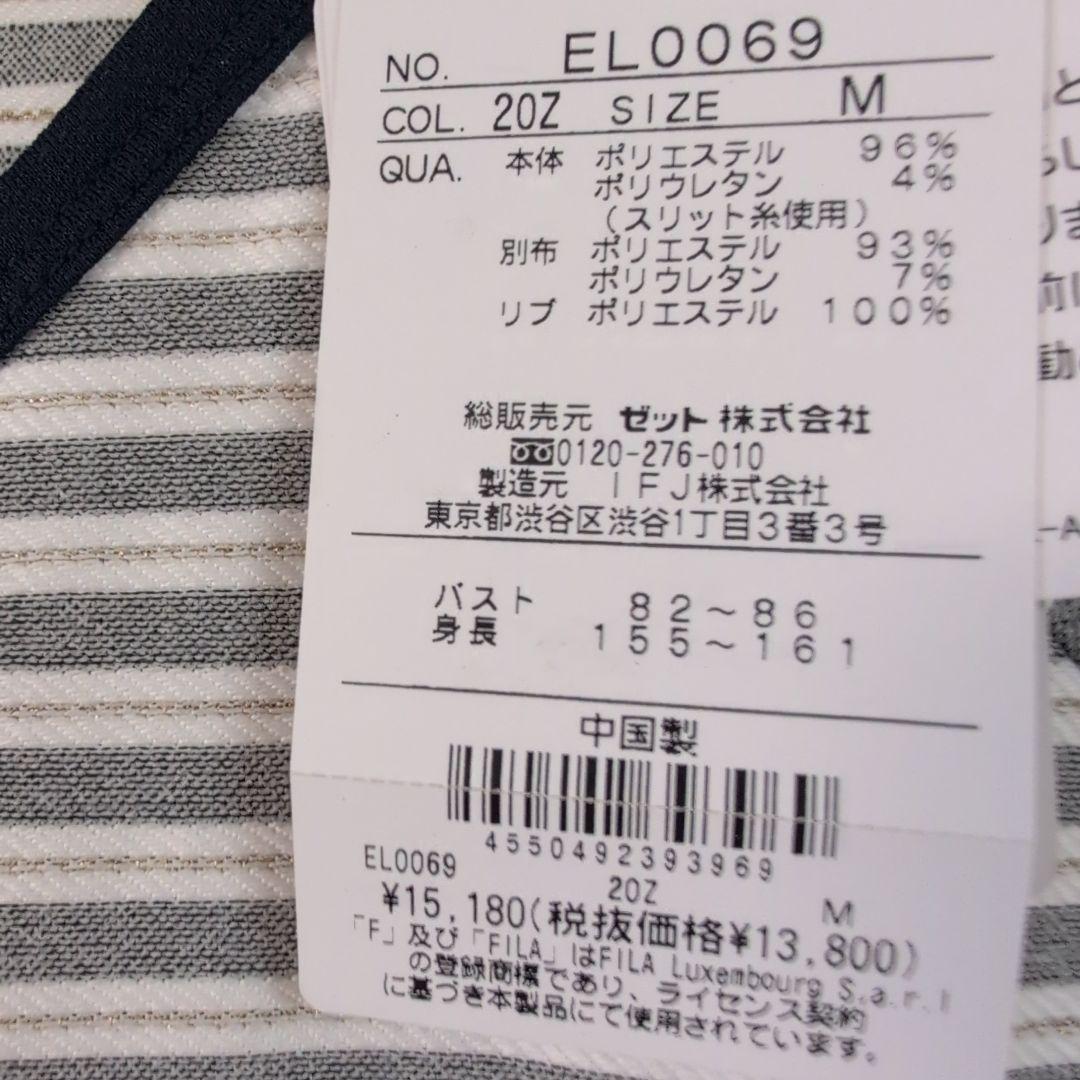 NO. EL0069
COL. 20Z SIZE M
QUA. 本体 ポリエステル 96%
ポリウレタン 4%
(スリット糸使用)
別布 ポリエステル 93%
ポリウレタン 7%
リブ ポリエステル 100%
総販売元 ゼット株式会社
0120-276-010
製造元 IFJ株式会社
東京都渋谷区渋谷1丁目3番3号
バスト 82~86
身長 155~161
中国製
4550492393969
EL0069 20Z M
¥15,180(税抜価格¥13,800)
「F」及び「FILA」はFILA Luxembourg S.a.r.l
の登録商標であり、ライセンス契約
に基づき本製品にて使用されています。